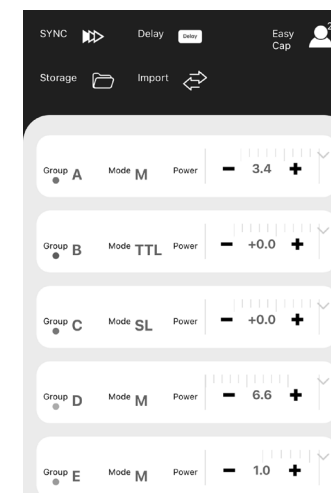 SYNC Delay Delay Easy Cap 2
Storage Import
Group A Mode M Power − 3.4 +
Group B Mode TTL Power − +0.0 +
Group C Mode SL Power − +0.0 +
Group D Mode M Power − 6.6 +
Group E Mode M Power − 1.0 +